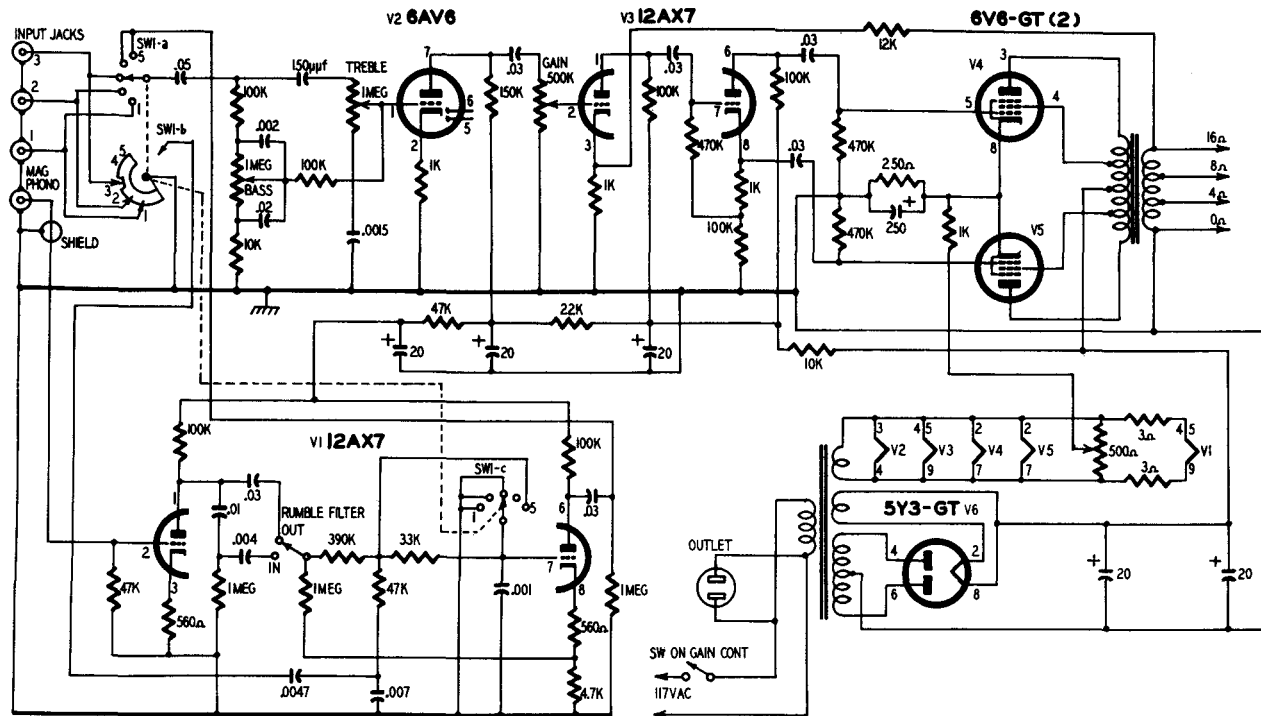 V2 6AV6
V3 12AX7
6V6-GT (2)
INPUT JACKS
3
2
1
MAG
PHONO
SHIELD
SW1-a
5
1
SW1-b
5
4
3
2
1
.05
150µµf
TREBLE
1MEG
100K
.002
1MEG
BASS
.02
10K
100K
.0015
7
1
6
5
2
1K
.03
150K
GAIN
500K
1
2
3
1K
.03
100K
470K
6
7
8
1K
100K
.03
100K
.03
12K
470K
470K
250Ω
+
250
1K
V4
3
5
4
8
V5
16Ω
8Ω
4Ω
0Ω
47K
22K
+
20
+
20
+
20
10K
V1 12AX7
100K
100K
1
2
3
47K
560Ω
.03
.01
.004
1MEG
RUMBLE FILTER
OUT
IN
1MEG
390K
33K
47K
SW1-c
1
5
.001
6
7
8
.03
560Ω
1MEG
4.7K
.0047
.007
3
V2
4
4 5
V3
9
2
V4
7
2
V5
7
500Ω
3Ω
3Ω
4 5
V1
9
5Y3-GT V6
4
6
2
8
+
20
+
20
OUTLET
SW ON GAIN CONT
117VAC